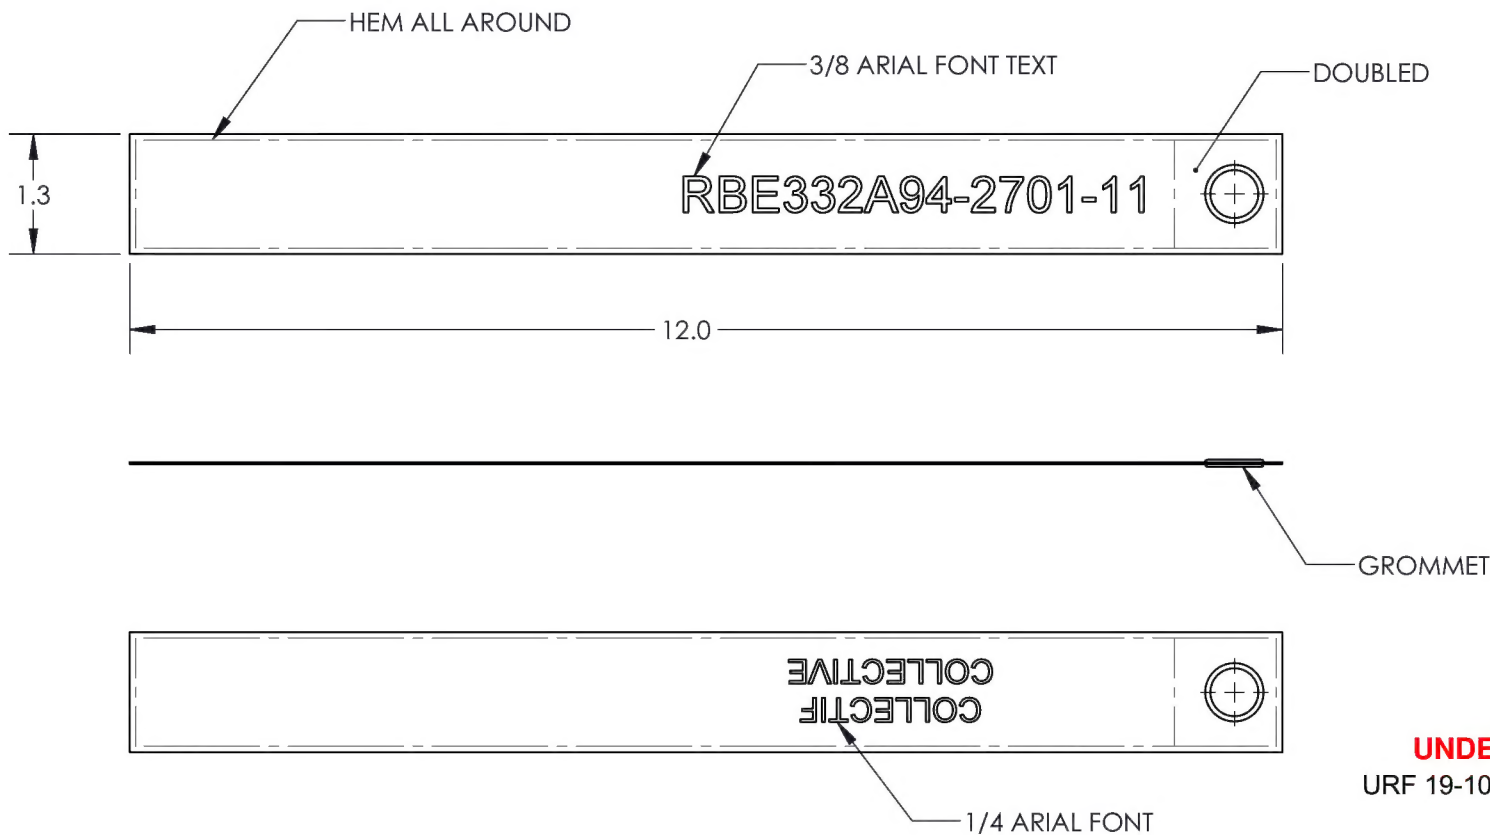 HEM ALL AROUND
3/8 ARIAL FONT TEXT
DOUBLED
1.3
RBE332A94-2701-11
12.0
GROMMET
COLLECTIF
COLLECTIVE
1/4 ARIAL FONT
UNDE
URF 19-10